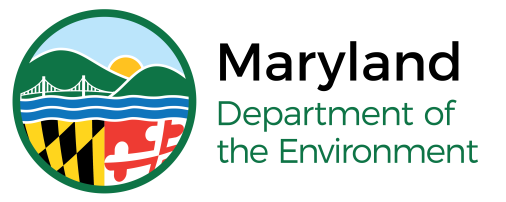 Maryland
Department of
the Environment